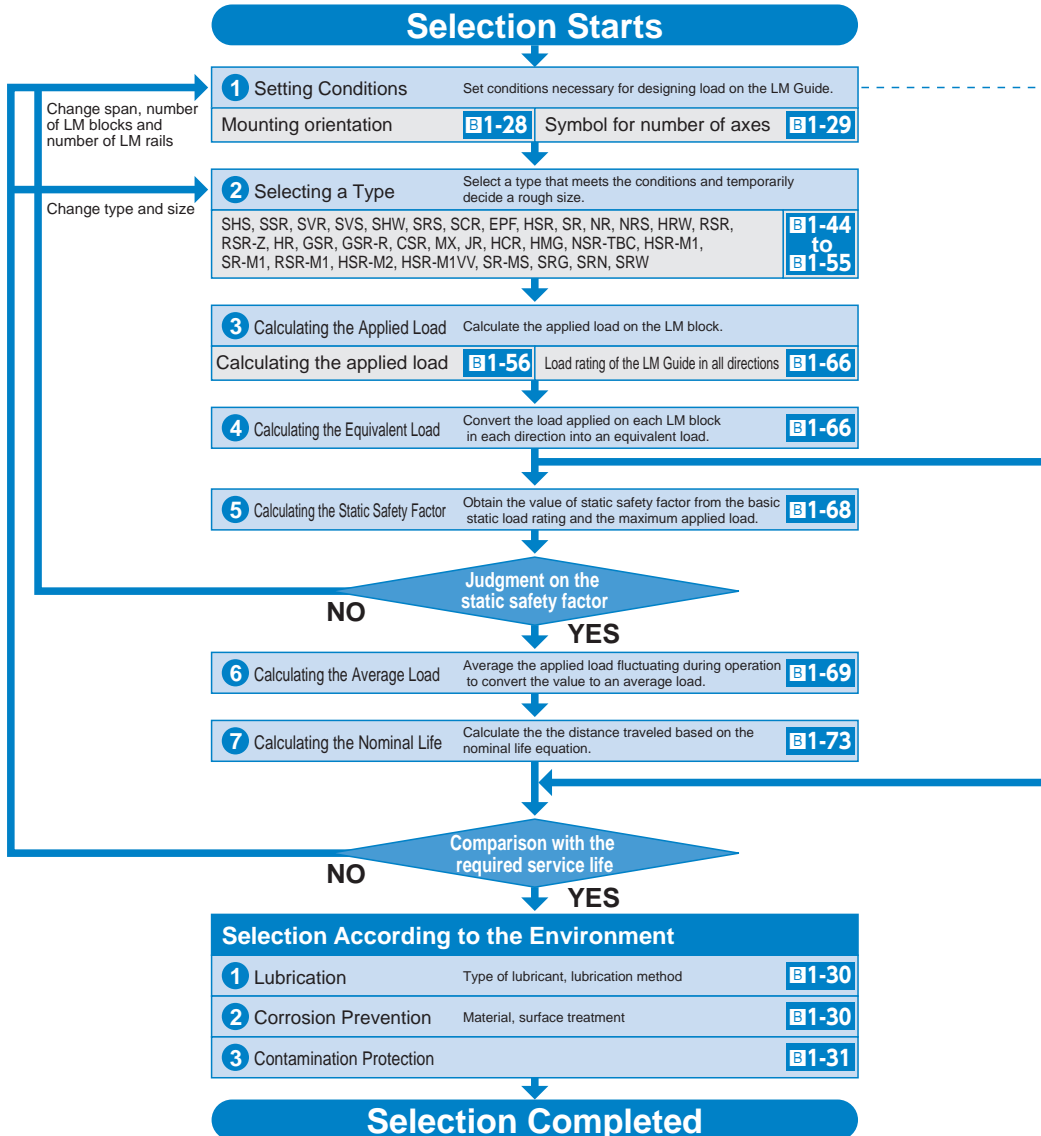 Selection Starts
1 Setting Conditions Set conditions necessary for designing load on the LM Guide.
Change span, number
of LM blocks and
number of LM rails
Mounting orientation B1-28 Symbol for number of axes B1-29
2 Selecting a Type Select a type that meets the conditions and temporarily
decide a rough size.
Change type and size
SHS, SSR, SVR, SVS, SHW, SRS, SCR, EPF, HSR, SR, NR, NRS, HRW, RSR,
RSR-Z, HR, GSR, GSR-R, CSR, MX, JR, HCR, HMG, NSR-TBC, HSR-M1,
SR-M1, RSR-M1, HSR-M2, HSR-M1VV, SR-MS, SRG, SRN, SRW
B1-44
to
B1-55
3 Calculating the Applied Load Calculate the applied load on the LM block.
Calculating the applied load B1-56 Load rating of the LM Guide in all directions B1-66
4 Calculating the Equivalent Load Convert the load applied on each LM block
in each direction into an equivalent load.
B1-66
5 Calculating the Static Safety Factor Obtain the value of static safety factor from the basic
static load rating and the maximum applied load.
B1-68
Judgment on the
static safety factor
NO
YES
6 Calculating the Average Load Average the applied load fluctuating during operation
to convert the value to an average load.
B1-69
7 Calculating the Nominal Life Calculate the the distance traveled based on the
nominal life equation.
B1-73
Comparison with the
required service life
NO
YES
Selection According to the Environment
1 Lubrication Type of lubricant, lubrication method B1-30
2 Corrosion Prevention Material, surface treatment B1-30
3 Contamination Protection B1-31
Selection Completed